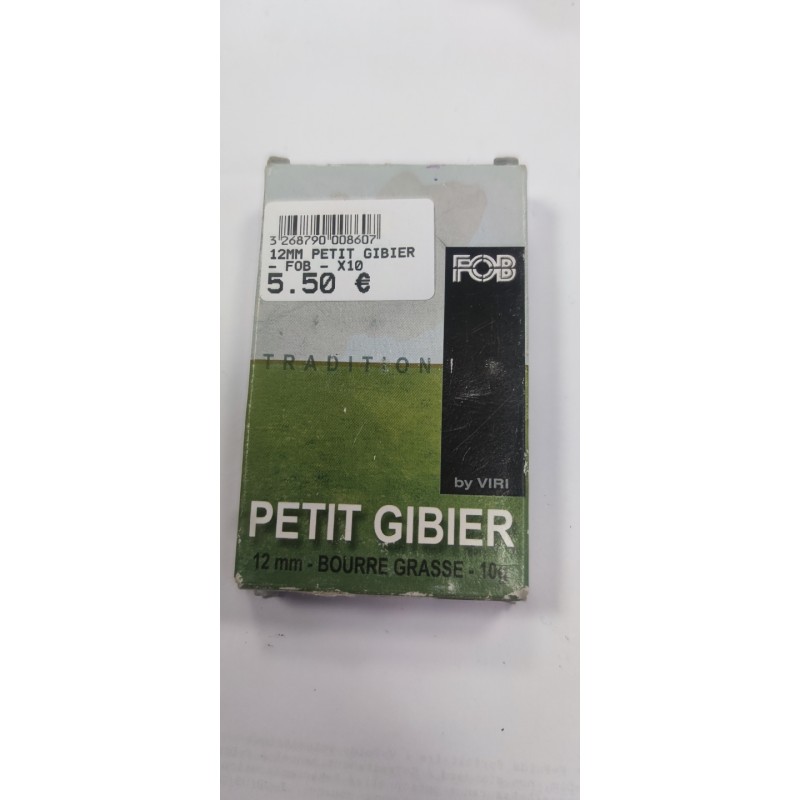 3 268790 008607
12MM PETIT GIBIER
- FOB - X10
5.50 €
FOB
TRADITION
by VIRI
PETIT GIBIER
12 mm - BOURRE GRASSE - 10g